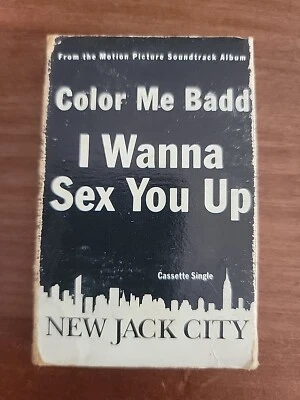 From the Motion Picture Soundtrack Album
Color Me Badd
I Wanna
Sex You Up
Cassette Single
NEW JACK CITY